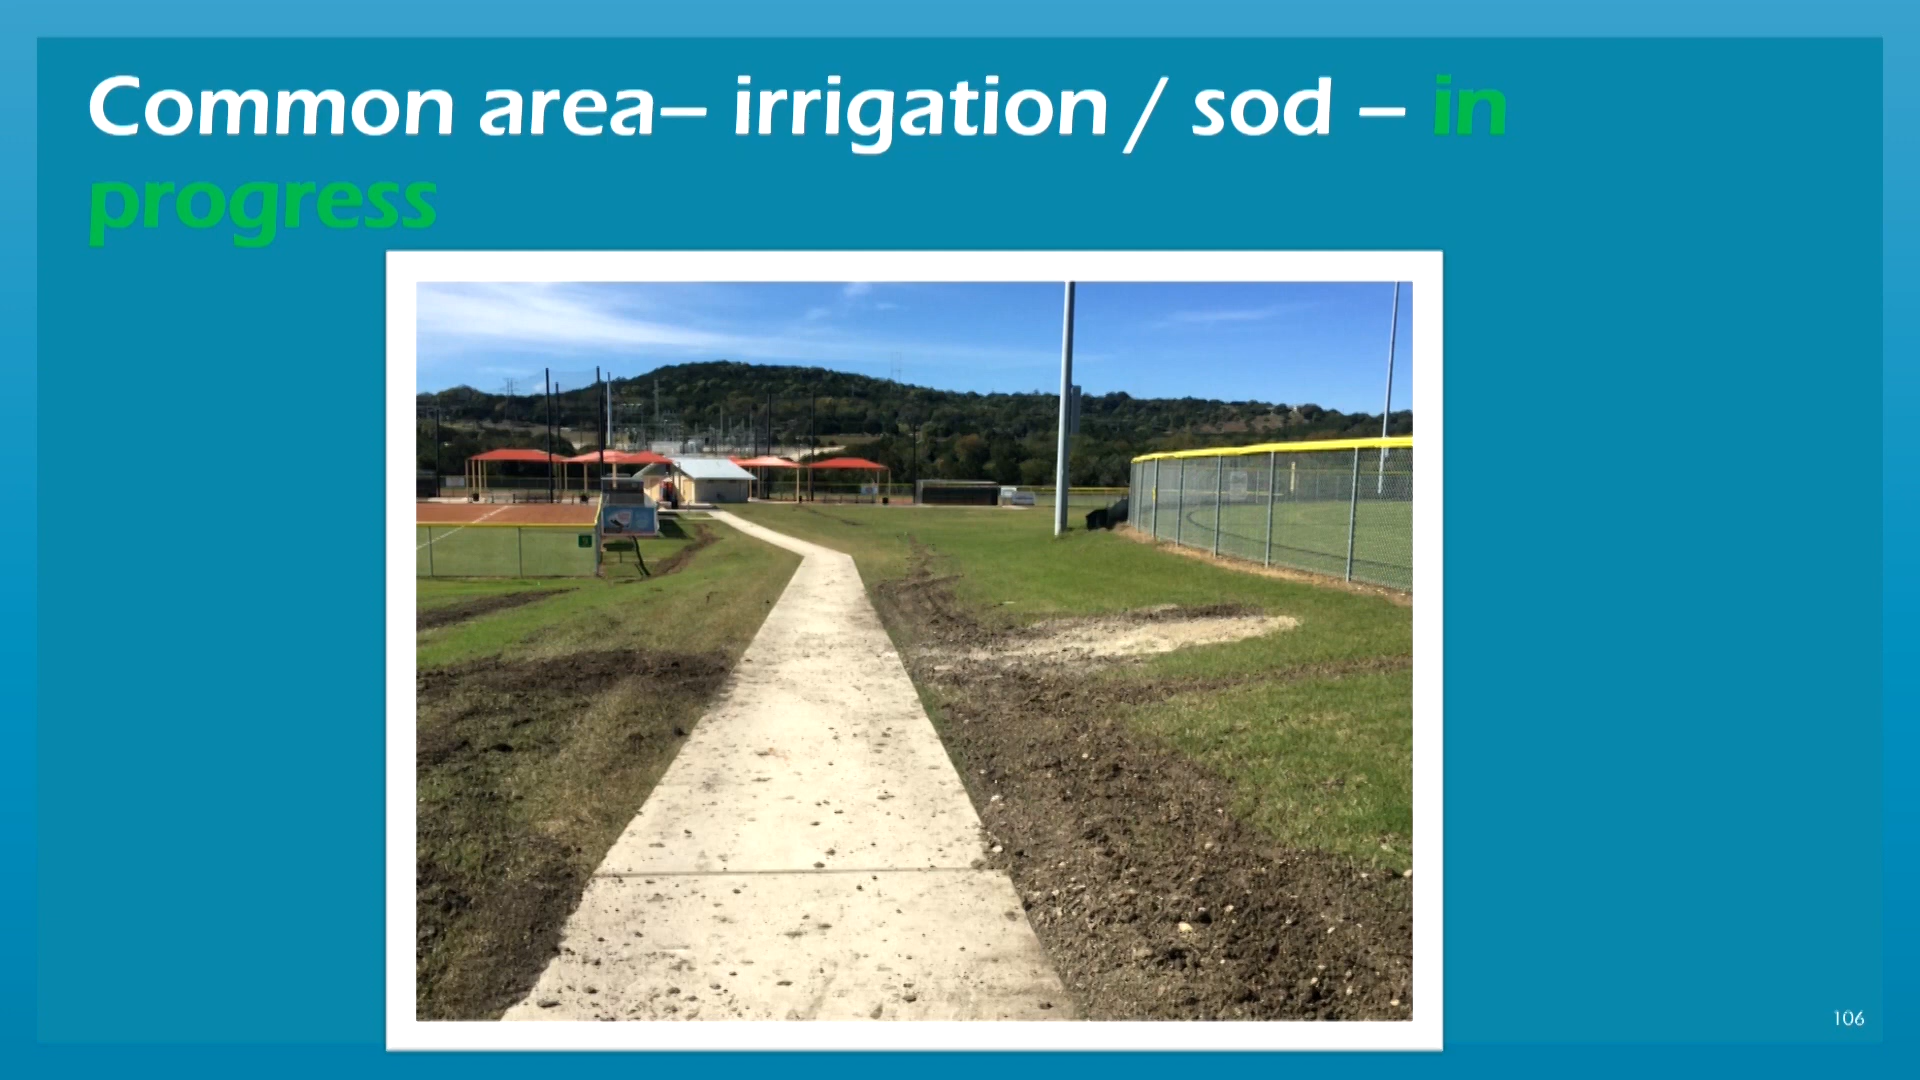 Common area– irrigation / sod – in
progress
106